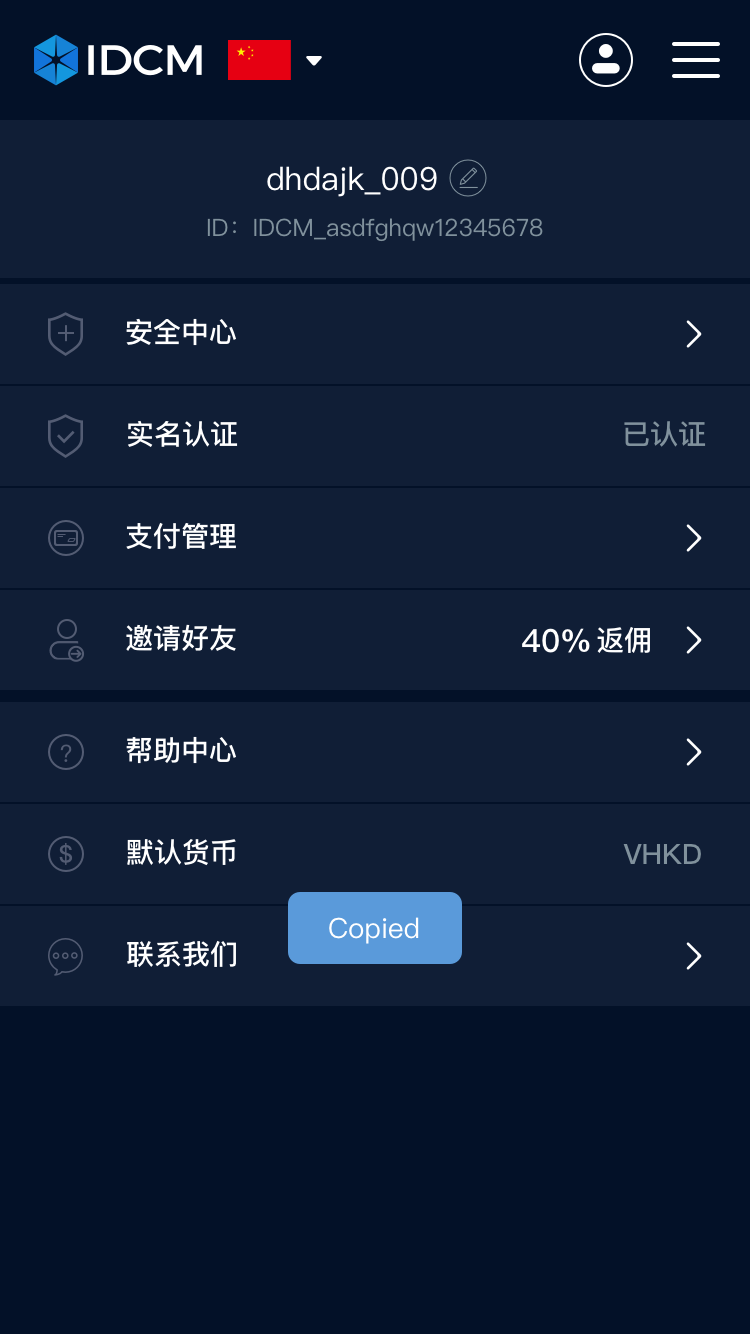 IDCM
dhdajk_009
ID：IDCM_asdfghqw12345678
安全中心
实名认证 已认证
支付管理
邀请好友 40% 返佣
帮助中心
默认货币 VHKD
Copied
联系我们